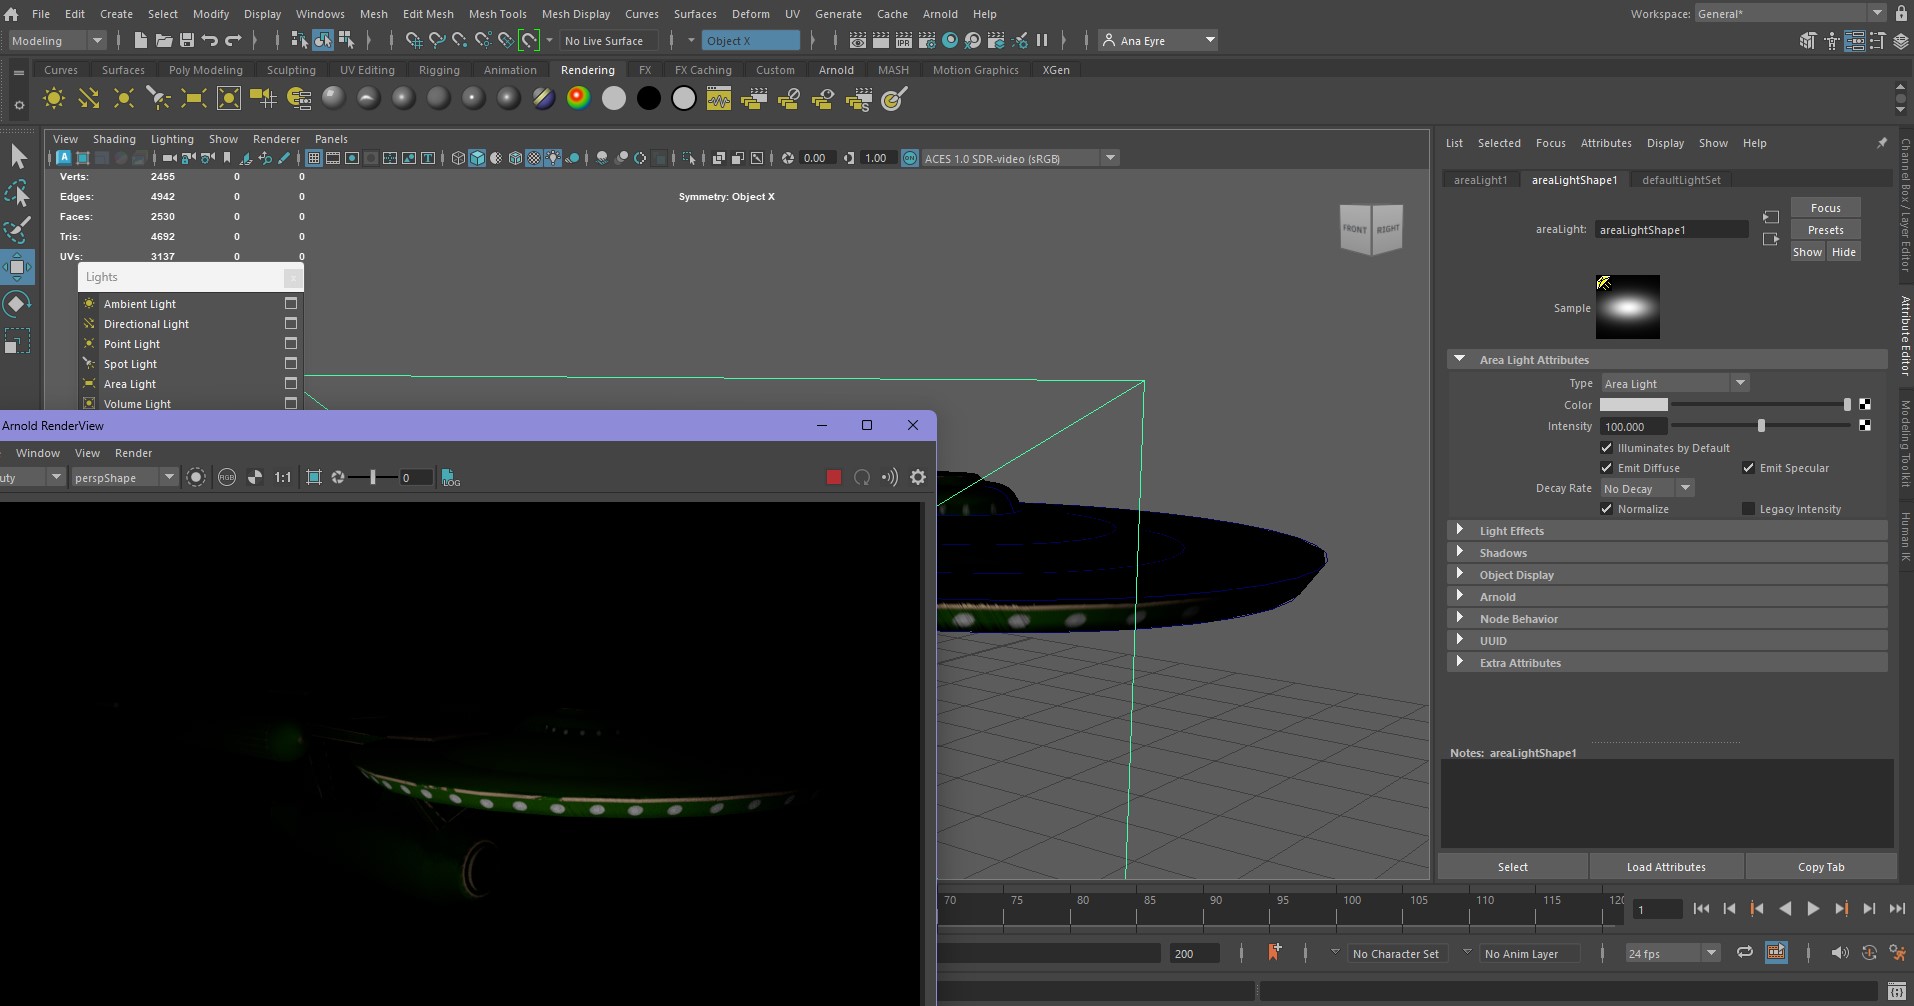 File Edit Create Select Modify Display Windows Mesh Edit Mesh Mesh Tools Mesh Display Curves Surfaces Deform UV Generate Cache Arnold Help Workspace: General*
Modeling No Live Surface Object X IPR Ana Eyre
Curves Surfaces Poly Modeling Sculpting UV Editing Rigging Animation Rendering FX FX Caching Custom Arnold MASH Motion Graphics XGen
View Shading Lighting Show Renderer Panels
0.00 1.00 ACES 1.0 SDR-video (sRGB)
Verts: 2455 0 0
Edges: 4942 0 0
Faces: 2530 0 0
Tris: 4692 0 0
UVs: 3137 0 0
Symmetry: Object X
FRONT RIGHT
Lights
Ambient Light
Directional Light
Point Light
Spot Light
Area Light
Volume Light
Arnold RenderView
Window View Render
uty perspShape RGB 1:1 0 LOG
List Selected Focus Attributes Display Show Help
areaLight1 areaLightShape1 defaultLightSet
areaLight: areaLightShape1
Focus
Presets
Show Hide
Sample
Area Light Attributes
Type Area Light
Color
Intensity 100.000
Illuminates by Default
Emit Diffuse Emit Specular
Decay Rate No Decay
Normalize Legacy Intensity
Light Effects
Shadows
Object Display
Arnold
Node Behavior
UUID
Extra Attributes
Notes: areaLightShape1
Select Load Attributes Copy Tab
Channel Box / Layer Editor
Attribute Editor
Modeling Toolkit
Human IK
70 75 80 85 90 95 100 105 110 115 120
1
200 No Character Set No Anim Layer 24 fps